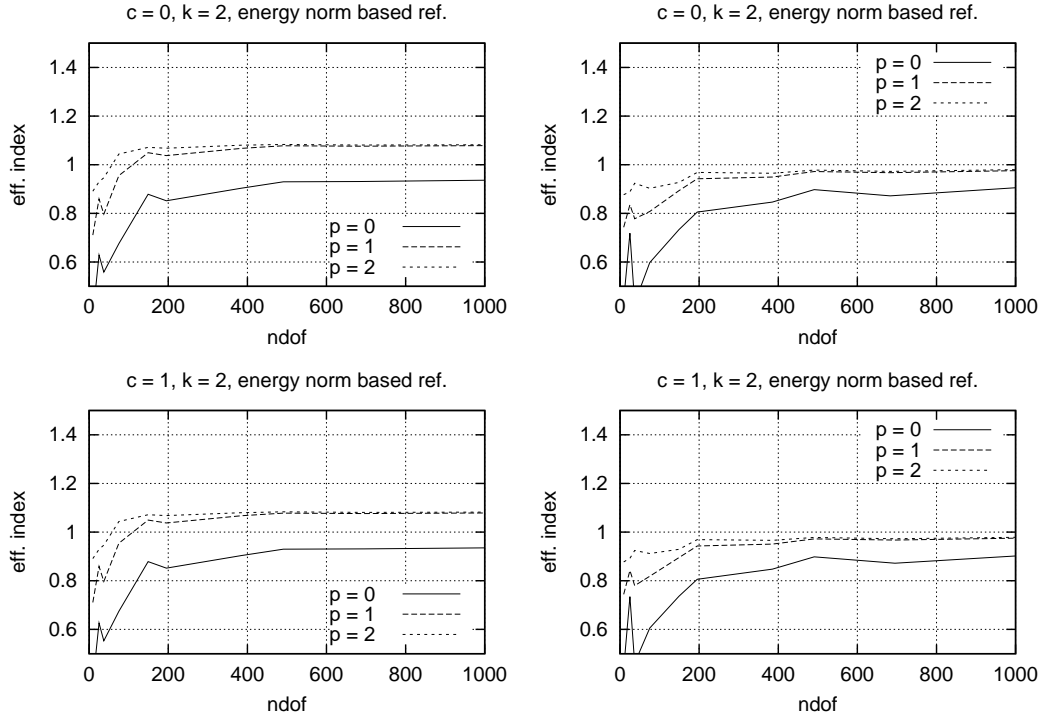 c = 0, k = 2, energy norm based ref.
eff. index
1.4
1.2
1
0.8
0.6
p = 0
p = 1
p = 2
0 200 400 600 800 1000
ndof
c = 0, k = 2, energy norm based ref.
eff. index
1.4
1.2
1
0.8
0.6
p = 0
p = 1
p = 2
0 200 400 600 800 1000
ndof
c = 1, k = 2, energy norm based ref.
eff. index
1.4
1.2
1
0.8
0.6
p = 0
p = 1
p = 2
0 200 400 600 800 1000
ndof
c = 1, k = 2, energy norm based ref.
eff. index
1.4
1.2
1
0.8
0.6
p = 0
p = 1
p = 2
0 200 400 600 800 1000
ndof